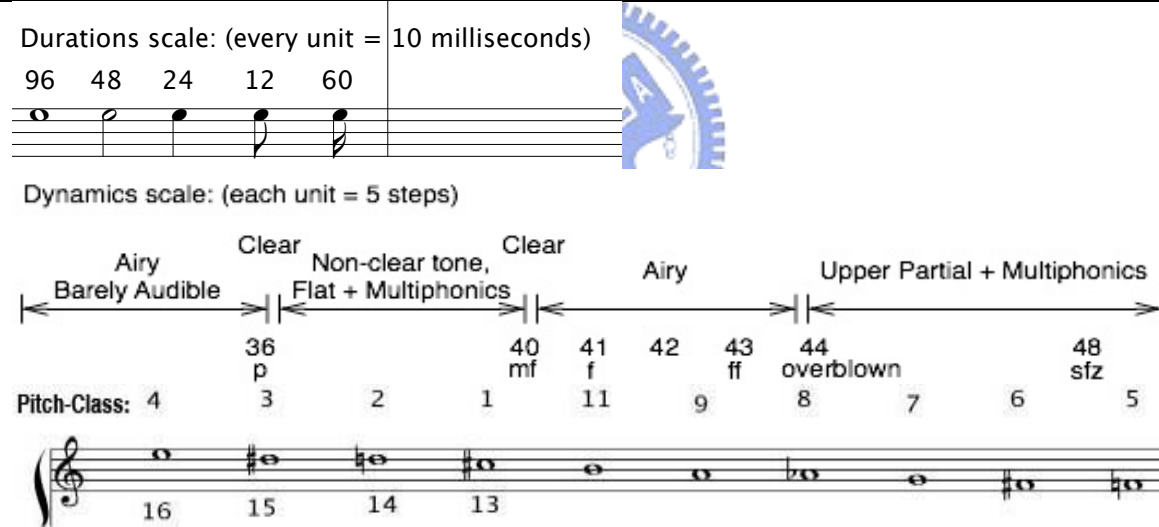 Durations scale: (every unit = 10 milliseconds)
96 48 24 12 60
Dynamics scale: (each unit = 5 steps)
Clear Clear
Airy Non-clear tone, Airy Upper Partial + Multiphonics
Barely Audible Flat + Multiphonics
36 40 41 42 43 44 48
p mf f ff overblown sfz
Pitch-Class: 4 3 2 1 11 9 8 7 6 5
16 15 14 13